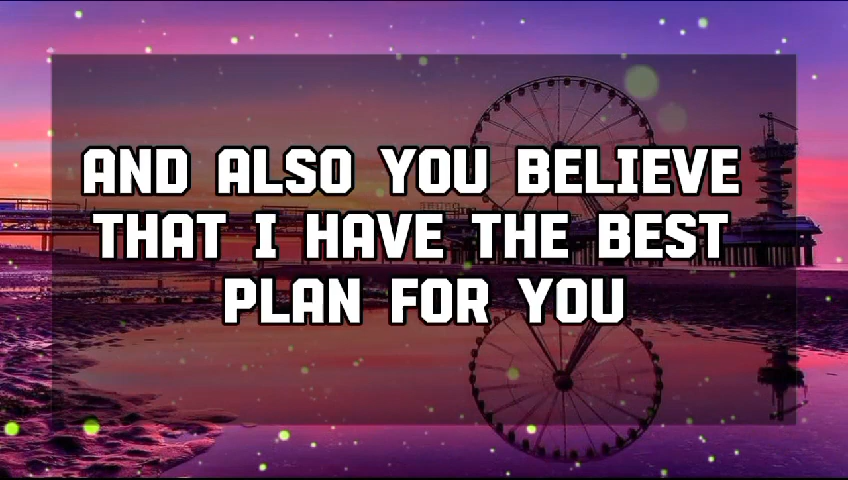 AND ALSO YOU BELIEVE
THAT I HAVE THE BEST
PLAN FOR YOU